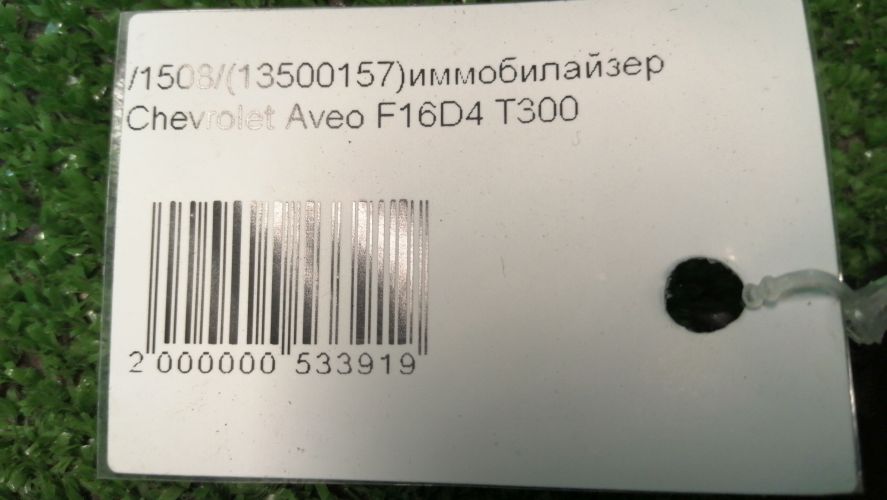 /1508/(13500157)иммобилайзер
Chevrolet Aveo F16D4 T300
2 000000 533919